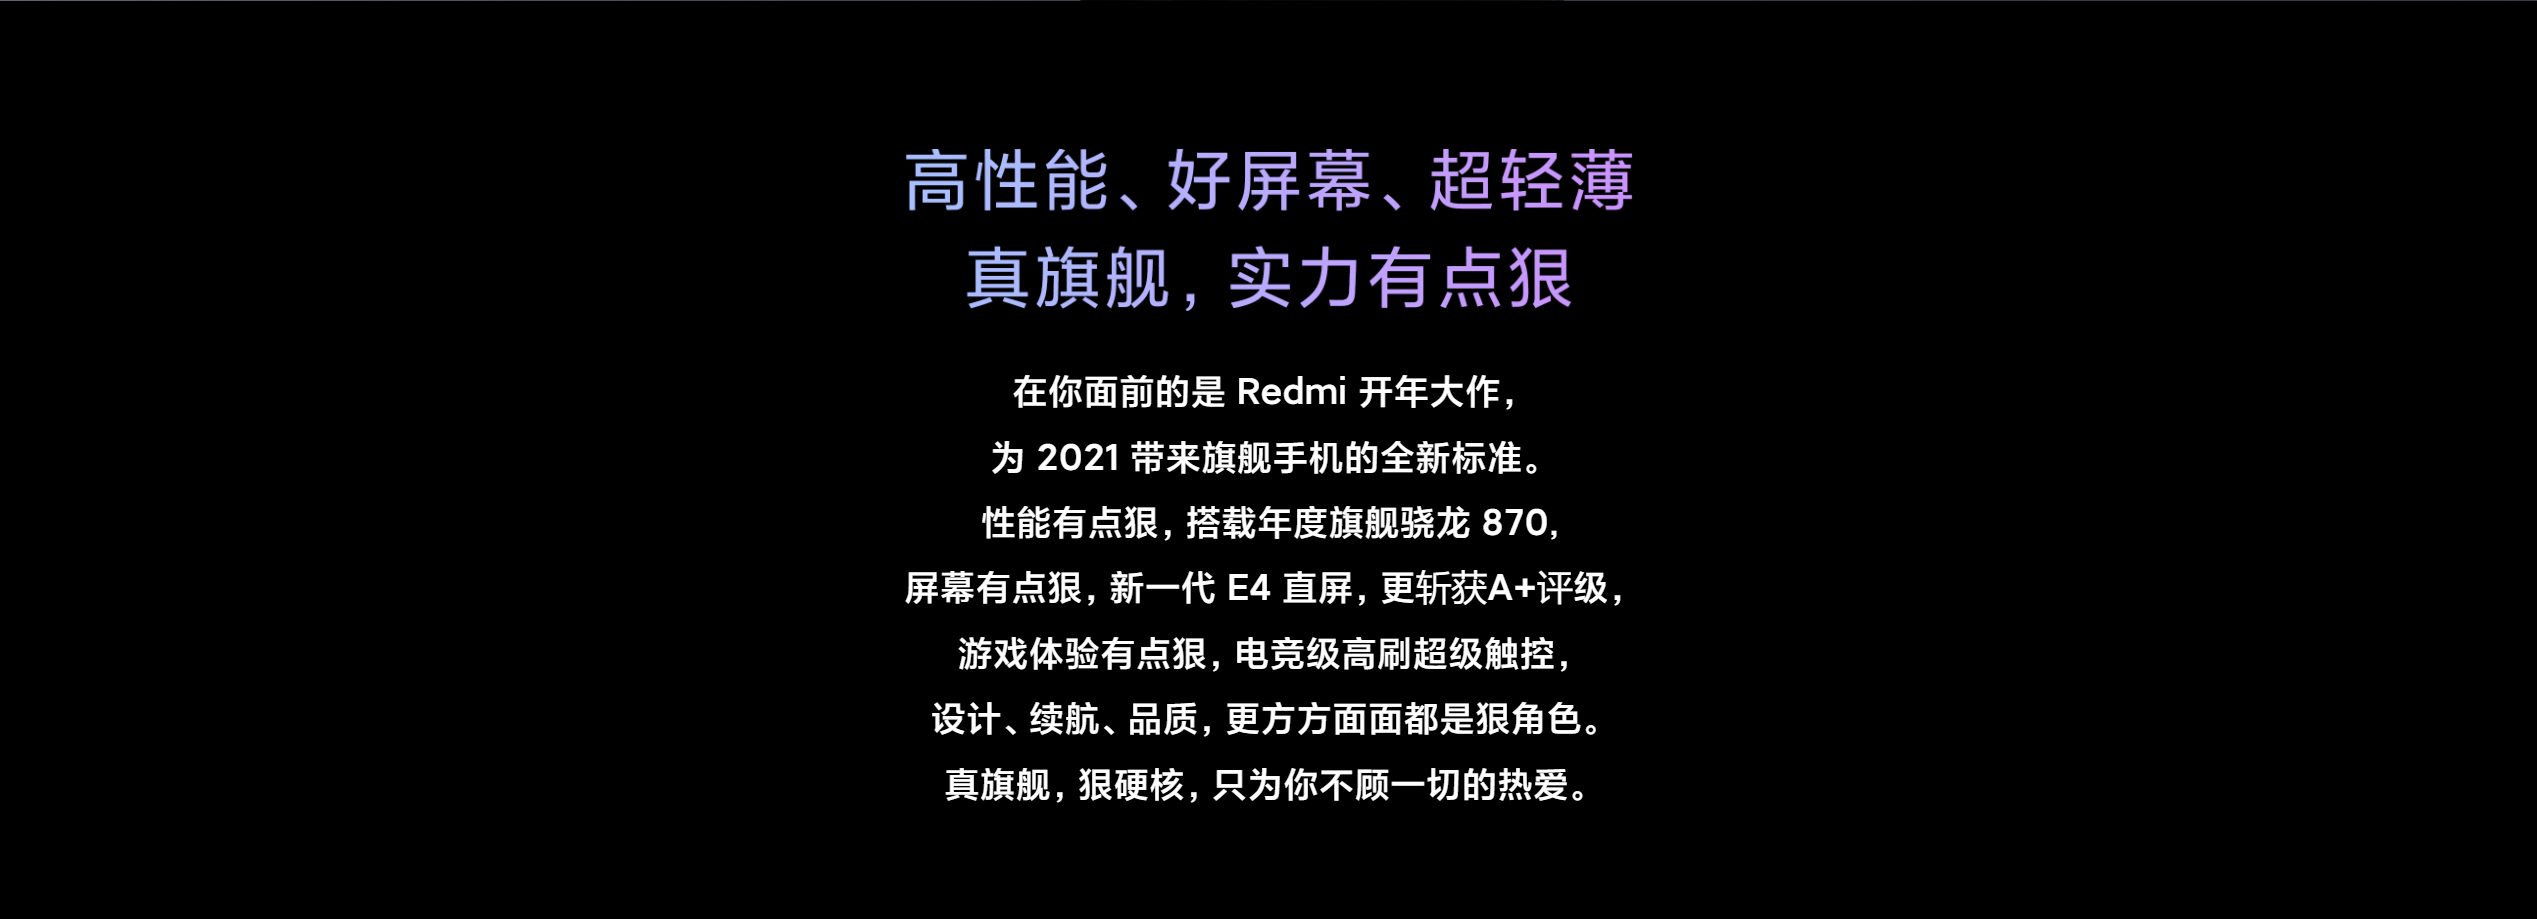 高性能、好屏幕、超轻薄
真旗舰，实力有点狠
在你面前的是 Redmi 开年大作，
为 2021 带来旗舰手机的全新标准。
性能有点狠，搭载年度旗舰骁龙 870，
屏幕有点狠，新一代 E4 直屏，更斩获A+评级，
游戏体验有点狠，电竞级高刷超级触控，
设计、续航、品质，更方方面面都是狠角色。
真旗舰，狠硬核，只为你不顾一切的热爱。